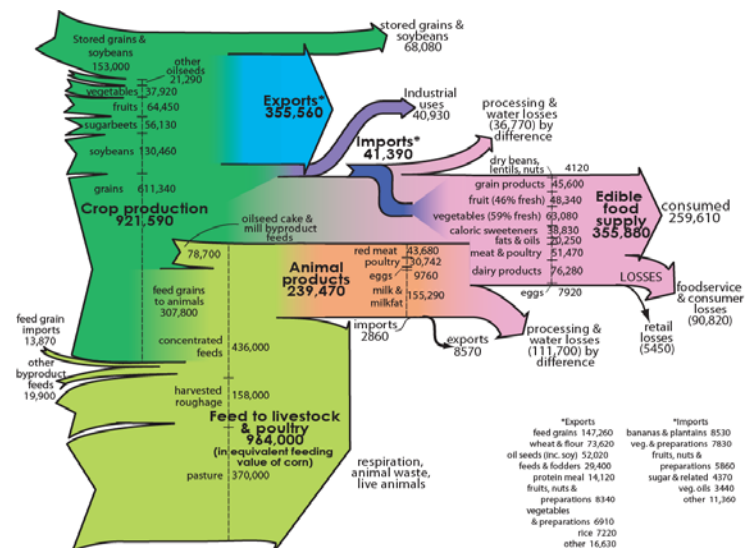 stored grains &
soybeans
68,080
Stored grains &
soybeans
153,000
other
oilseeds
21,290
vegetables 37,920
fruits 64,450
sugarbeets 56,130
soybeans 130,460
grains 611,340
Crop production
921,590
Exports*
355,560
Industrial
uses
40,930
Imports*
41,390
processing &
water losses
(36,770) by
difference
dry beans,
lentils, nuts 4120
grain products 45,600
fruit (46% fresh) 48,340
vegetables (59% fresh) 63,080
caloric sweeteners 38,830
fats & oils 20,250
meat & poultry 51,470
dairy products 76,280
eggs 7920
Edible
food
supply
355,880
consumed
259,610
LOSSES
foodservice
& consumer
losses
(90,820)
retail
losses
(5450)
oilseed cake &
mill byproduct
feeds
78,700
feed grains
to animals
307,800
Animal
products
239,470
red meat 43,680
poultry 30,742
eggs 9760
milk &
milkfat 155,290
imports
2860
exports
8570
processing &
water losses
(111,700) by
difference
feed grain
imports
13,870
other
byproduct
feeds
19,900
concentrated
feeds 436,000
harvested
roughage 158,000
Feed to livestock
& poultry
964,000
(in equivalent feeding
value of corn)
pasture 370,000
respiration,
animal waste,
live animals
*Exports
feed grains 147,260
wheat & flour 73,620
oil seeds (inc. soy) 52,020
feeds & fodders 29,400
protein meal 14,120
fruits, nuts &
preparations 8340
vegetables
& preparations 6910
rice 7220
other 16,630
*Imports
bananas & plantains 8530
veg. & preparations 7830
fruits, nuts &
preparations 5860
sugar & related 4370
veg. oils 3440
other 11,360